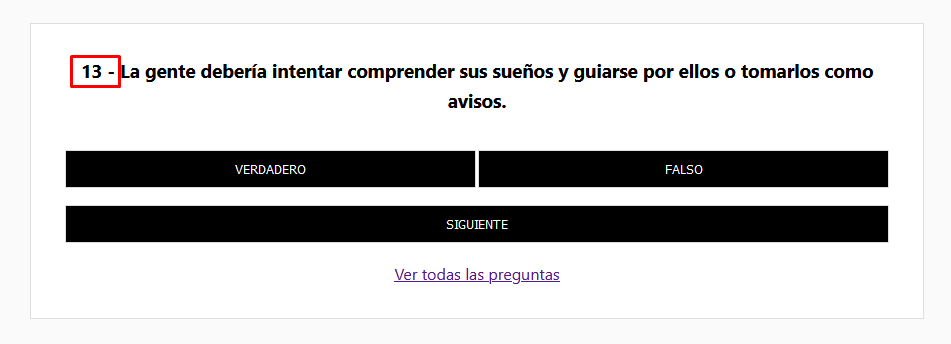 13 - La gente debería intentar comprender sus sueños y guiarse por ellos o tomarlos como
avisos.
VERDADERO
FALSO
SIGUIENTE
Ver todas las preguntas